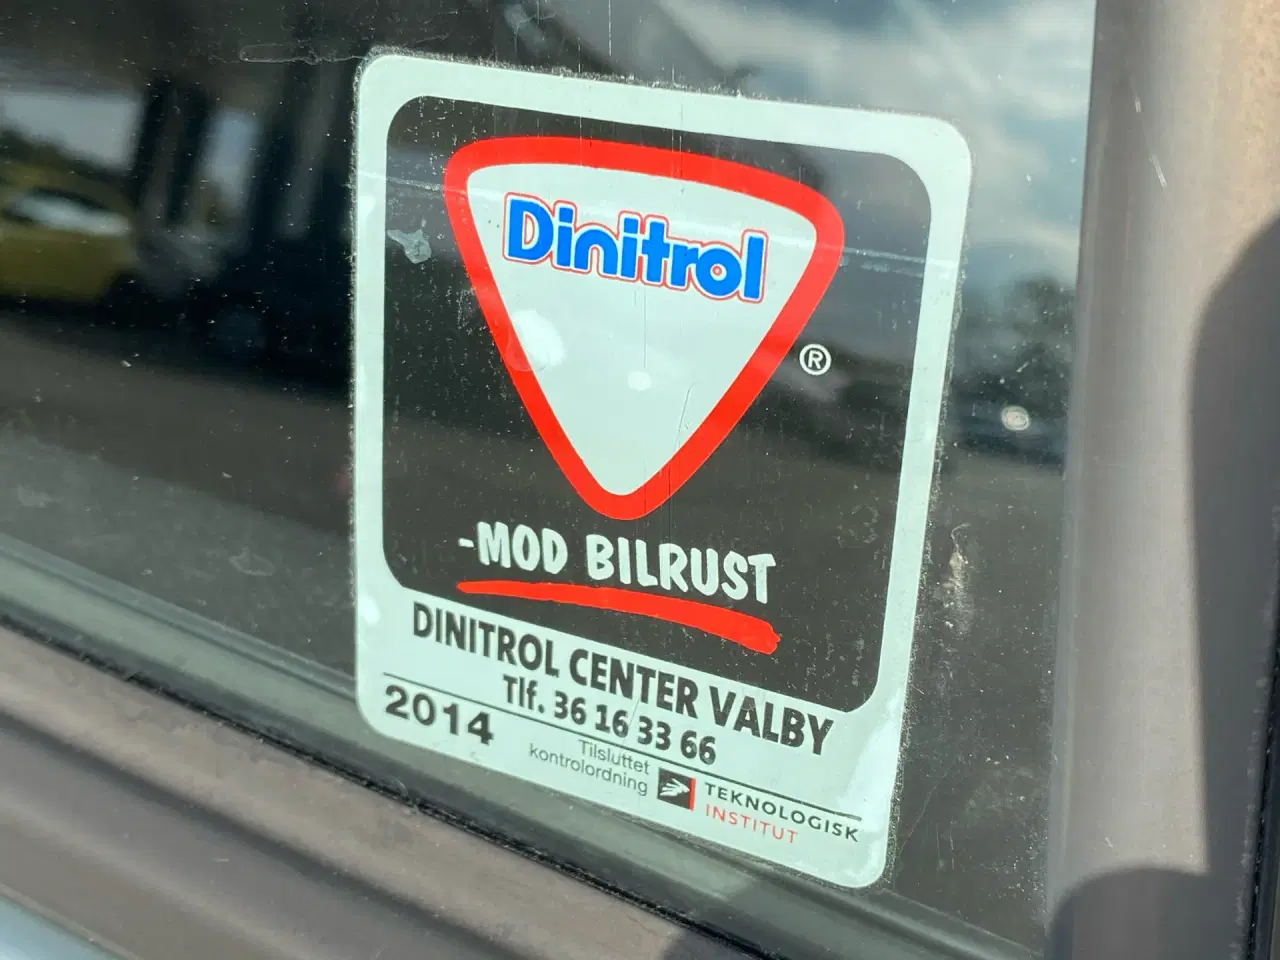 Dinitrol
®
-MOD BILRUST
DINITROL CENTER VALBY
Tlf. 36 16 33 66
2014
Tilsluttet
kontrolordning
TEKNOLOGISK
INSTITUT